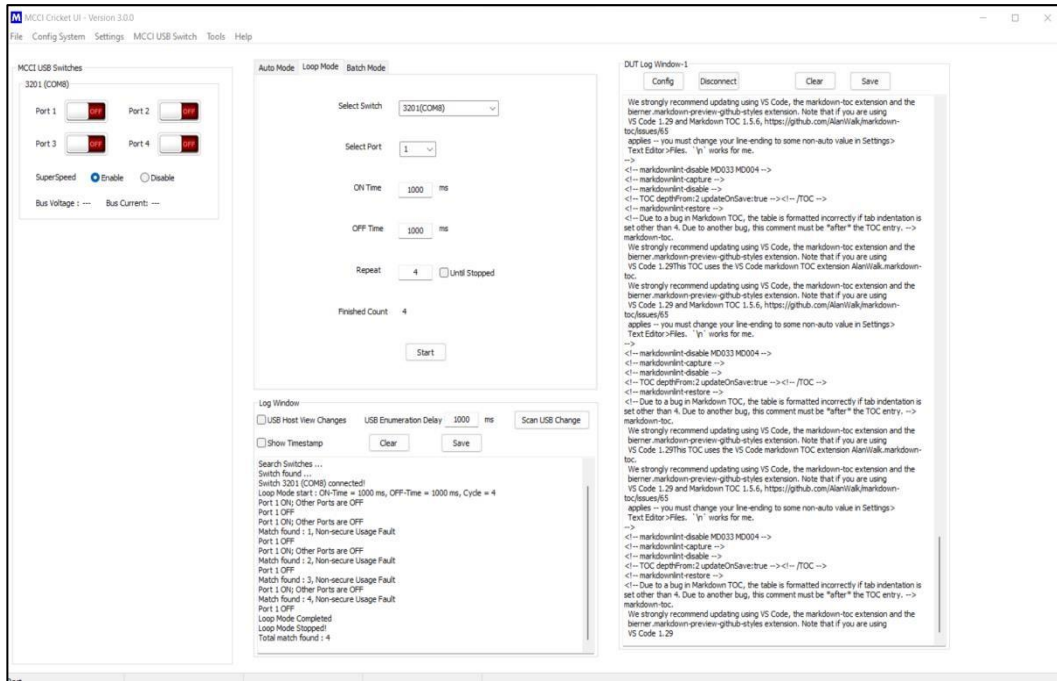 MCCI Cricket UI - Version 3.0.0
File Config System Settings MCCI USB Switch Tools Help
MCCI USB Switches
3201 (COM8)
Port 1 OFF Port 2 OFF
Port 3 OFF Port 4 OFF
SuperSpeed Enable Disable
Bus Voltage : --- Bus Current: ---
Auto Mode Loop Mode Batch Mode
Select Switch 3201(COM8)
Select Port 1
ON Time 1000 ms
OFF Time 1000 ms
Repeat 4 Until Stopped
Finished Count 4
Start
Log Window
USB Host View Changes USB Enumeration Delay 1000 ms Scan USB Change
Show Timestamp Clear Save
Search Switches ...
Switch found ...
Switch 3201 (COM8) connected!
Loop Mode start : ON-Time = 1000 ms, OFF-Time = 1000 ms, Cycle = 4
Port 1 ON; Other Ports are OFF
Port 1 OFF
Port 1 ON; Other Ports are OFF
Match found : 1, Non-secure Usage Fault
Port 1 OFF
Port 1 ON; Other Ports are OFF
Match found : 2, Non-secure Usage Fault
Port 1 OFF
Match found : 3, Non-secure Usage Fault
Port 1 ON; Other Ports are OFF
Match found : 4, Non-secure Usage Fault
Port 1 OFF
Loop Mode Completed
Loop Mode Stopped!
Total match found : 4
DUT Log Window-1
Config Disconnect Clear Save
We strongly recommend updating using VS Code, the markdown-toc extension and the
bierner.markdown-preview-github-styles extension. Note that if you are using
VS Code 1.29 and Markdown TOC 1.5.6, https://github.com/AlanWalk/markdown-
toc/issues/65
applies -- you must change your line-ending to some non-auto value in Settings>
Text Editor>Files. `\n` works for me.
-->
<!-- markdownlint-disable MD033 MD004 -->
<!-- markdownlint-capture -->
<!-- markdownlint-disable -->
<!-- TOC depthFrom:2 updateOnSave:true --><!-- /TOC -->
<!-- markdownlint-restore -->
<!-- Due to a bug in Markdown TOC, the table is formatted incorrectly if tab indentation is
set other than 4. Due to another bug, this comment must be *after* the TOC entry. -->
markdown-toc.
We strongly recommend updating using VS Code, the markdown-toc extension and the
bierner.markdown-preview-github-styles extension. Note that if you are using
VS Code 1.29This TOC uses the VS Code markdown TOC extension AlanWalk.markdown-
toc.
We strongly recommend updating using VS Code, the markdown-toc extension and the
bierner.markdown-preview-github-styles extension. Note that if you are using
VS Code 1.29 and Markdown TOC 1.5.6, https://github.com/AlanWalk/markdown-
toc/issues/65
applies -- you must change your line-ending to some non-auto value in Settings>
Text Editor>Files. `\n` works for me.
-->
<!-- markdownlint-disable MD033 MD004 -->
<!-- markdownlint-capture -->
<!-- markdownlint-disable -->
<!-- TOC depthFrom:2 updateOnSave:true --><!-- /TOC -->
<!-- markdownlint-restore -->
<!-- Due to a bug in Markdown TOC, the table is formatted incorrectly if tab indentation is
set other than 4. Due to another bug, this comment must be *after* the TOC entry. -->
markdown-toc.
We strongly recommend updating using VS Code, the markdown-toc extension and the
bierner.markdown-preview-github-styles extension. Note that if you are using
VS Code 1.29This TOC uses the VS Code markdown TOC extension AlanWalk.markdown-
toc.
We strongly recommend updating using VS Code, the markdown-toc extension and the
bierner.markdown-preview-github-styles extension. Note that if you are using
VS Code 1.29 and Markdown TOC 1.5.6, https://github.com/AlanWalk/markdown-
toc/issues/65
applies -- you must change your line-ending to some non-auto value in Settings>
Text Editor>Files. `\n` works for me.
-->
<!-- markdownlint-disable MD033 MD004 -->
<!-- markdownlint-capture -->
<!-- markdownlint-disable -->
<!-- TOC depthFrom:2 updateOnSave:true --><!-- /TOC -->
<!-- markdownlint-restore -->
<!-- Due to a bug in Markdown TOC, the table is formatted incorrectly if tab indentation is
set other than 4. Due to another bug, this comment must be *after* the TOC entry. -->
markdown-toc.
We strongly recommend updating using VS Code, the markdown-toc extension and the
bierner.markdown-preview-github-styles extension. Note that if you are using
VS Code 1.29